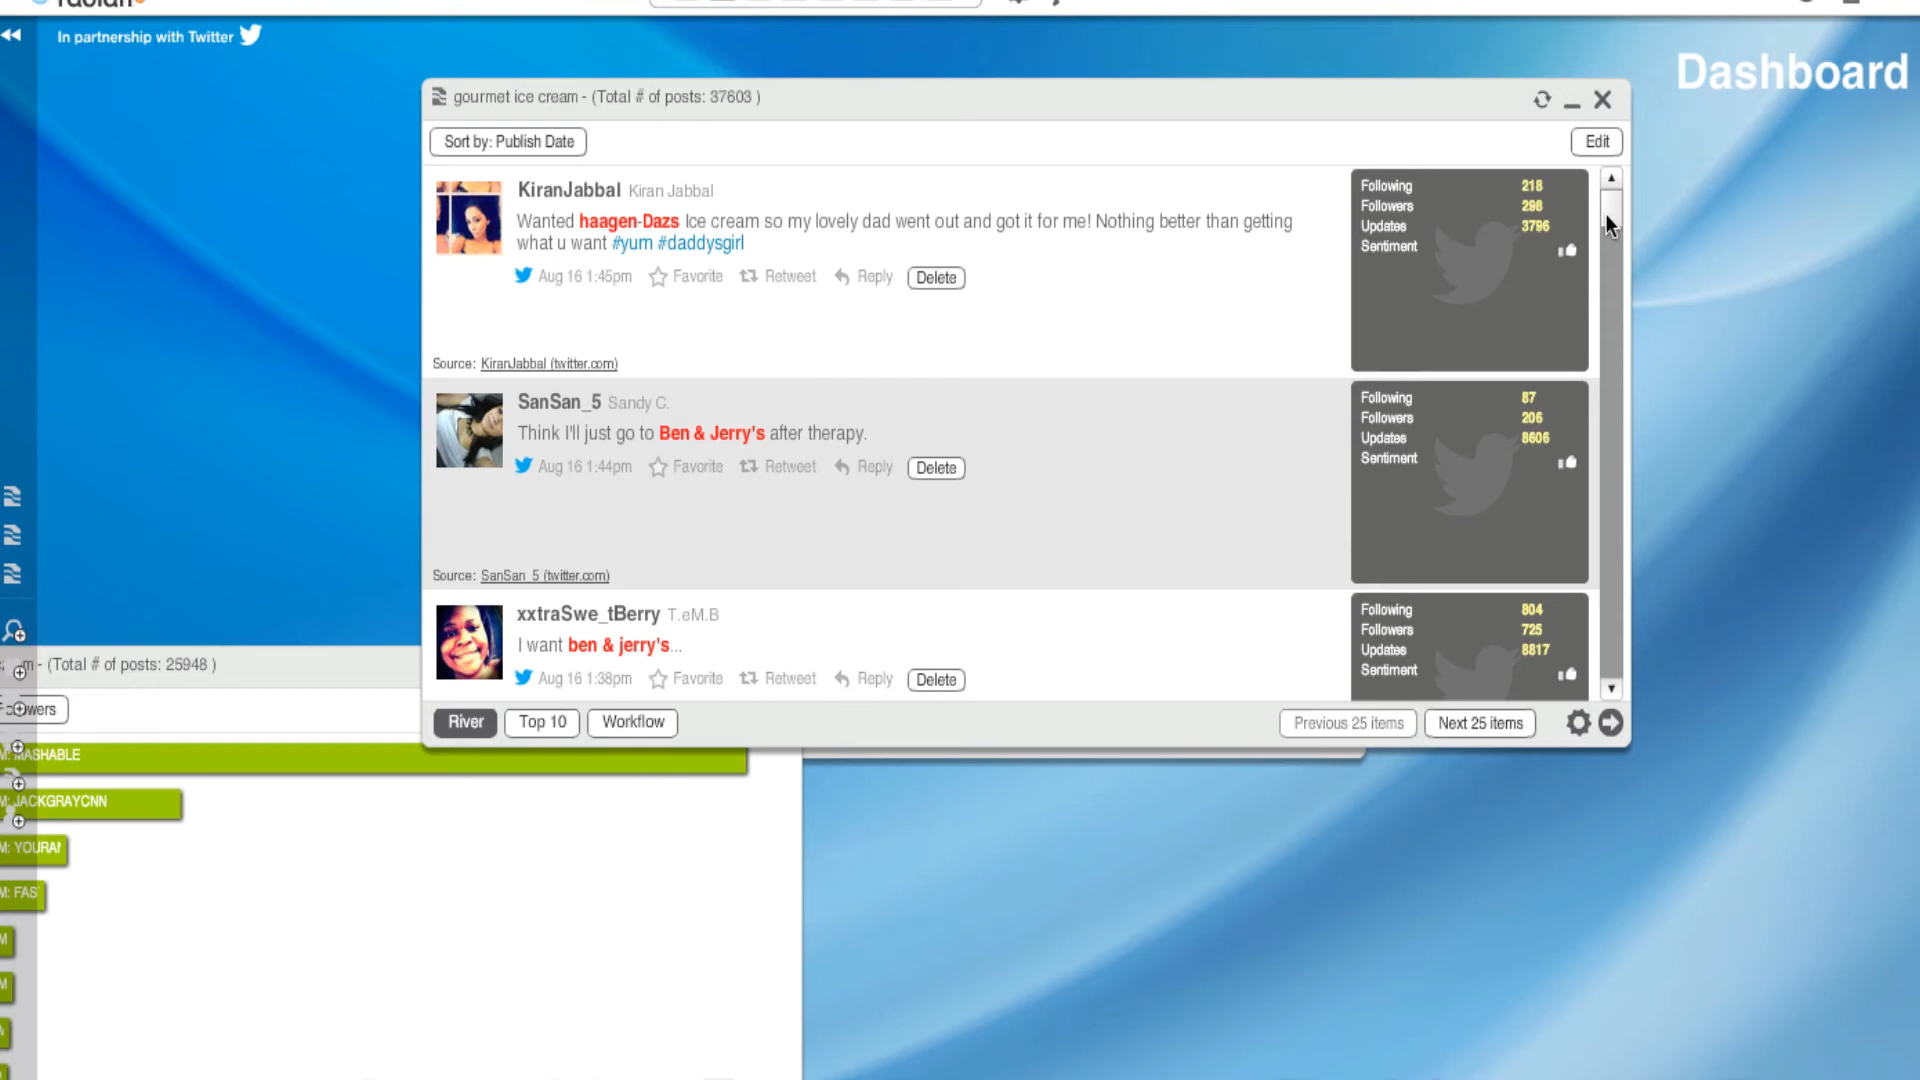 In partnership with Twitter
Dashboard
gourmet ice cream - (Total # of posts: 37603 )
Sort by: Publish Date
Edit
KiranJabbal Kiran Jabbal
Wanted haagen-Dazs Ice cream so my lovely dad went out and got it for me! Nothing better than getting
what u want #yum #daddysgirl
Aug 16 1:45pm Favorite Retweet Reply Delete
Source: KiranJabbal (twitter.com)
Following 218
Followers 298
Updates 3796
Sentiment
SanSan_5 Sandy C.
Think I'll just go to Ben & Jerry's after therapy.
Aug 16 1:44pm Favorite Retweet Reply Delete
Source: SanSan_5 (twitter.com)
Following 87
Followers 206
Updates 8606
Sentiment
xxtraSwe_tBerry T.eM.B
I want ben & jerry's...
Aug 16 1:38pm Favorite Retweet Reply Delete
Following 804
Followers 725
Updates 8817
Sentiment
River Top 10 Workflow Previous 25 items Next 25 items
m - (Total # of posts: 25948 )
M: MASHABLE
M: JACKGRAYCNN
M: YOURAN
M: FAS